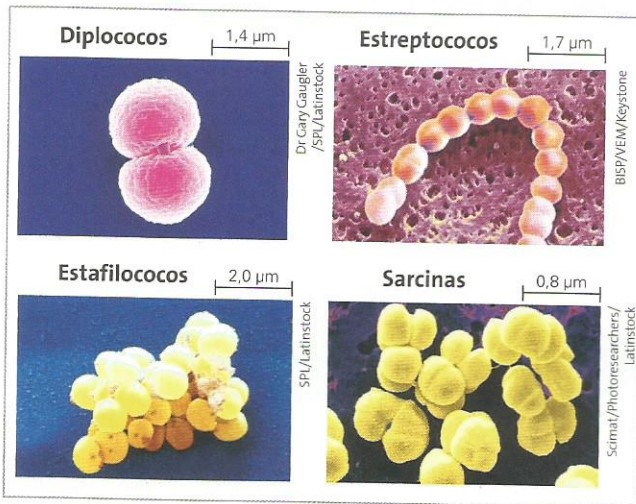 Diplococos
1,4 µm
Dr Gary Gaugler
/SPL/Latinstock
Estreptococos
1,7 µm
BISP/VEM/Keystone
Estafilococos
2,0 µm
SPL/Latinstock
Sarcinas
0,8 µm
Scimat/Photoresearchers/
Latinstock